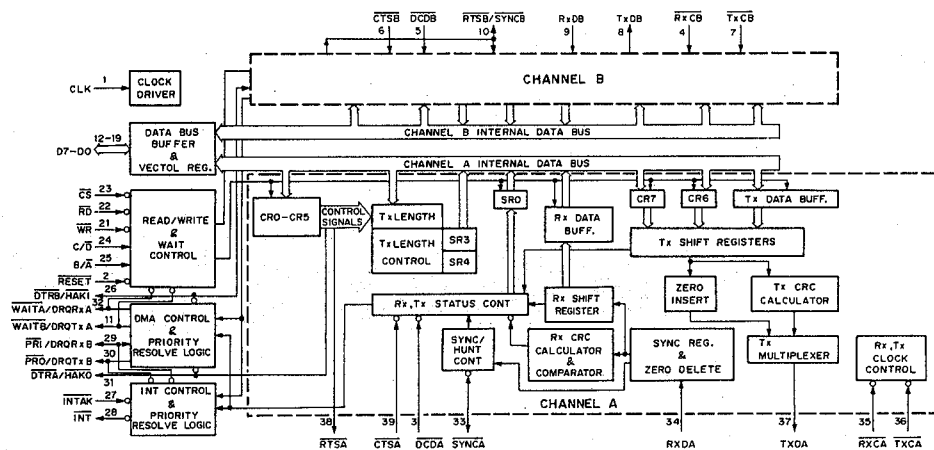 CTSB DCDB RTSB/SYNCB RxDB TxDB RxCB TxCB
6 5 10 9 8 4 7
CHANNEL B
CLK 1 CLOCK DRIVER
CHANNEL B INTERNAL DATA BUS
D7-D0 12-19 DATA BUS BUFFER & VECTOL REG.
CHANNEL A INTERNAL DATA BUS
CS 23
RD 22
WR 21
C/D 24
B/A 25
RESET 2
READ/WRITE & WAIT CONTROL
CR0-CR5
CONTROL SIGNALS
TxLENGTH
TxLENGTH CONTROL
SR3
SR4
SR0
Rx DATA BUFF.
CR7
CR6
Tx DATA BUFF.
Tx SHIFT REGISTERS
26
DTRB/HAKI
32
WAITA/DRQRxA
WAITB/DRQTxA 11
29
PRI/DRQRxB
30
PRO/DRQTxB
DTRA/HAKO
31
DMA CONTROL & PRIORITY RESOLVE LOGIC
Rx,Tx STATUS CONT
Rx SHIFT REGISTER
ZERO INSERT
Tx CRC CALCULATOR
SYNC/HUNT CONT
Rx CRC CALCULATOR & COMPARATOR
SYNC REG. & ZERO DELETE
Tx MULTIPLEXER
Rx,Tx CLOCK CONTROL
INTAK 27
INT 28
INT CONTROL & PRIORITY RESOLVE LOGIC
CHANNEL A
38 39 3 33 34 37 35 36
RTSA CTSA DCDA SYNCA RXDA TXDA RXCA TXCA